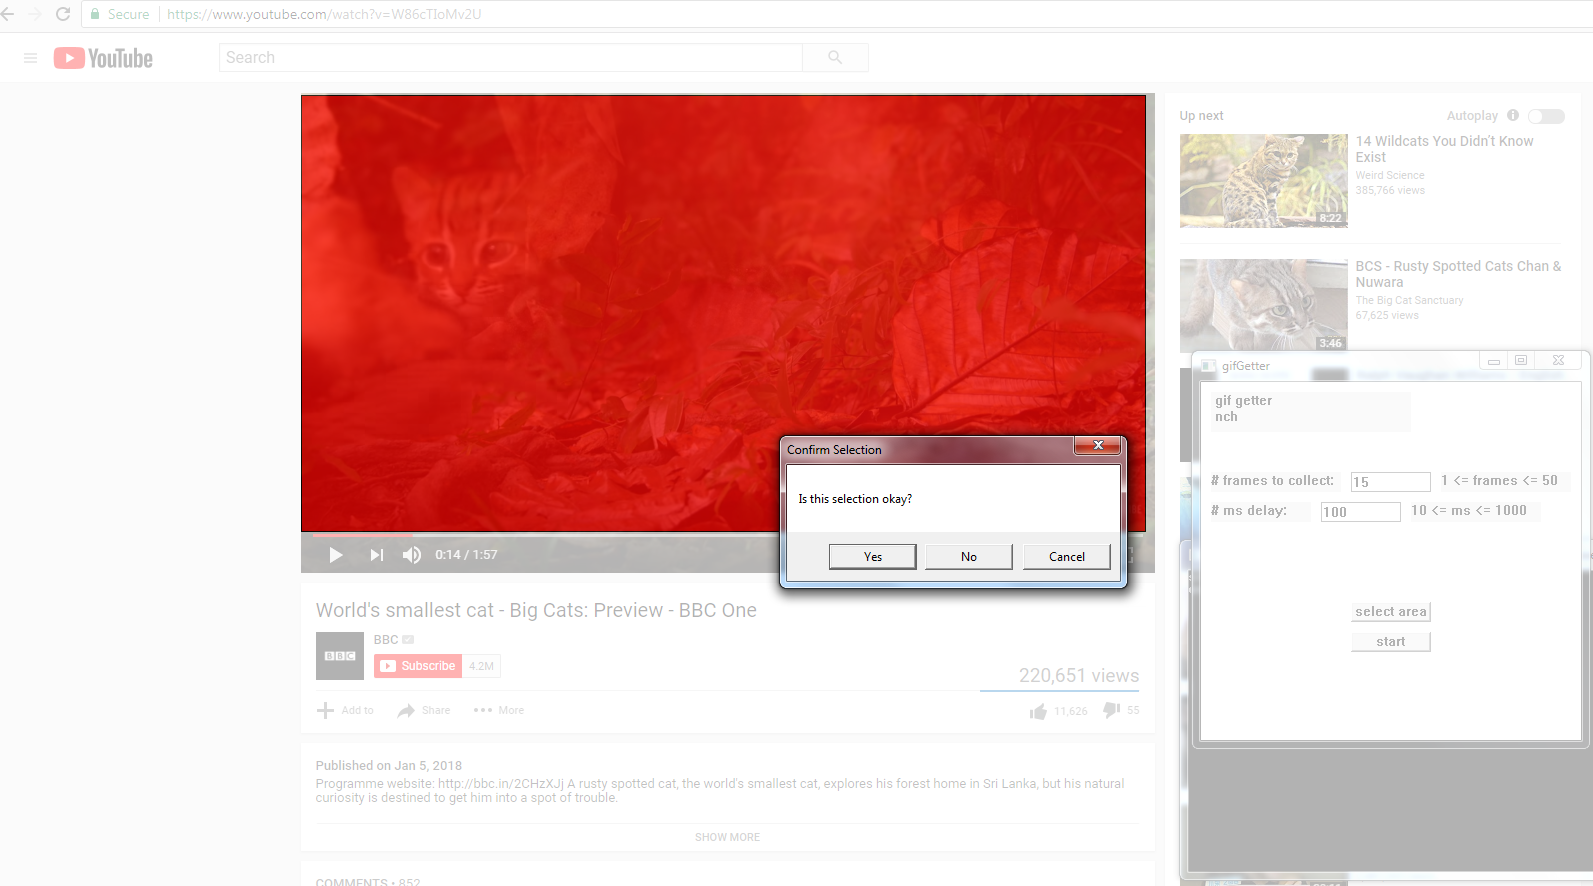 Secure https://www.youtube.com/watch?v=W86cTIoMv2U
YouTube
Search
Up next
Autoplay
14 Wildcats You Didn't Know
Exist
Weird Science
385,766 views
8:22
BCS - Rusty Spotted Cats Chan &
Nuwara
The Big Cat Sanctuary
67,625 views
3:46
gifGetter
gif getter
nch
# frames to collect: 15 1 <= frames <= 50
# ms delay: 100 10 <= ms <= 1000
select area
start
Confirm Selection
Is this selection okay?
Yes No Cancel
0:14 / 1:57
World's smallest cat - Big Cats: Preview - BBC One
BBC
BBC
Subscribe 4.2M
220,651 views
Add to Share More
11,626 55
Published on Jan 5, 2018
Programme website: http://bbc.in/2CHzXJj A rusty spotted cat, the world's smallest cat, explores his forest home in Sri Lanka, but his natural
curiosity is destined to get him into a spot of trouble.
SHOW MORE
COMMENTS • 852